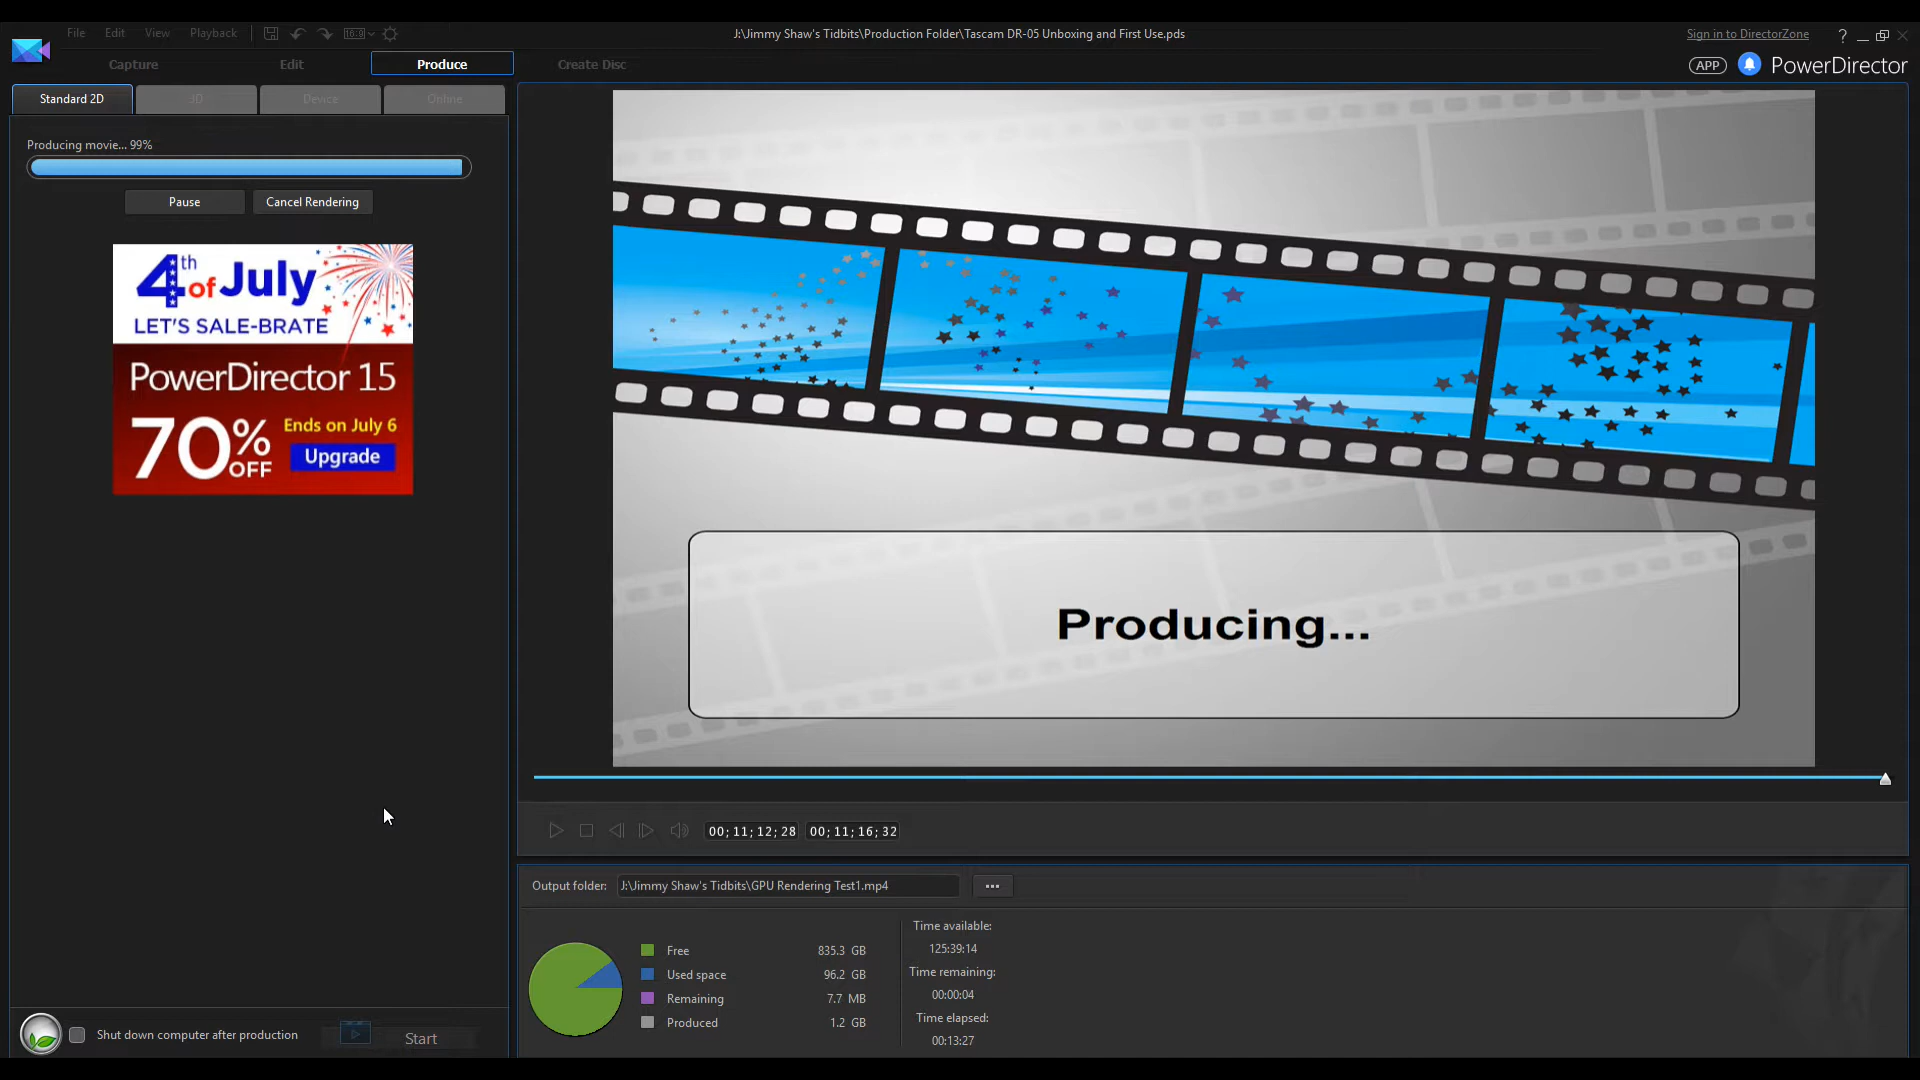 File Edit View Playback 16:9
J:\Jimmy Shaw's Tidbits\Production Folder\Tascam DR-05 Unboxing and First Use.pds
Sign in to DirectorZone ?
Capture Edit Produce Create Disc
APP PowerDirector
Standard 2D 3D Device Online
Producing movie... 99%
Pause Cancel Rendering
4th of July
LET'S SALE-BRATE
PowerDirector 15
70% OFF
Ends on July 6
Upgrade
Producing...
00; 11; 12; 28 00; 11; 16; 32
Output folder: J:\Jimmy Shaw's Tidbits\GPU Rendering Test1.mp4 ...
Free 835.3 GB
Used space 96.2 GB
Remaining 7.7 MB
Produced 1.2 GB
Time available:
125:39:14
Time remaining:
00:00:04
Time elapsed:
00:13:27
Shut down computer after production
Start